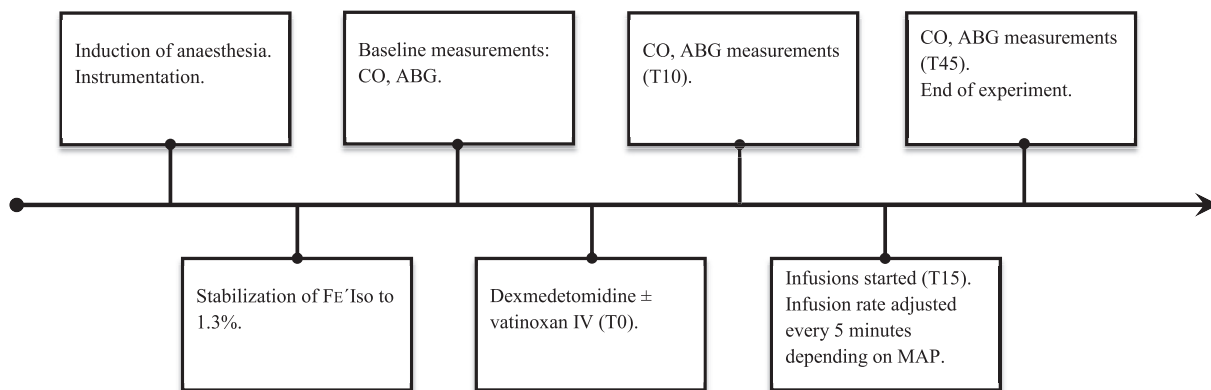 Induction of anaesthesia.
Instrumentation.
Baseline measurements:
CO, ABG.
CO, ABG measurements
(T10).
CO, ABG measurements
(T45).
End of experiment.
Stabilization of FE´Iso to
1.3%.
Dexmedetomidine ±
vatinoxan IV (T0).
Infusions started (T15).
Infusion rate adjusted
every 5 minutes
depending on MAP.